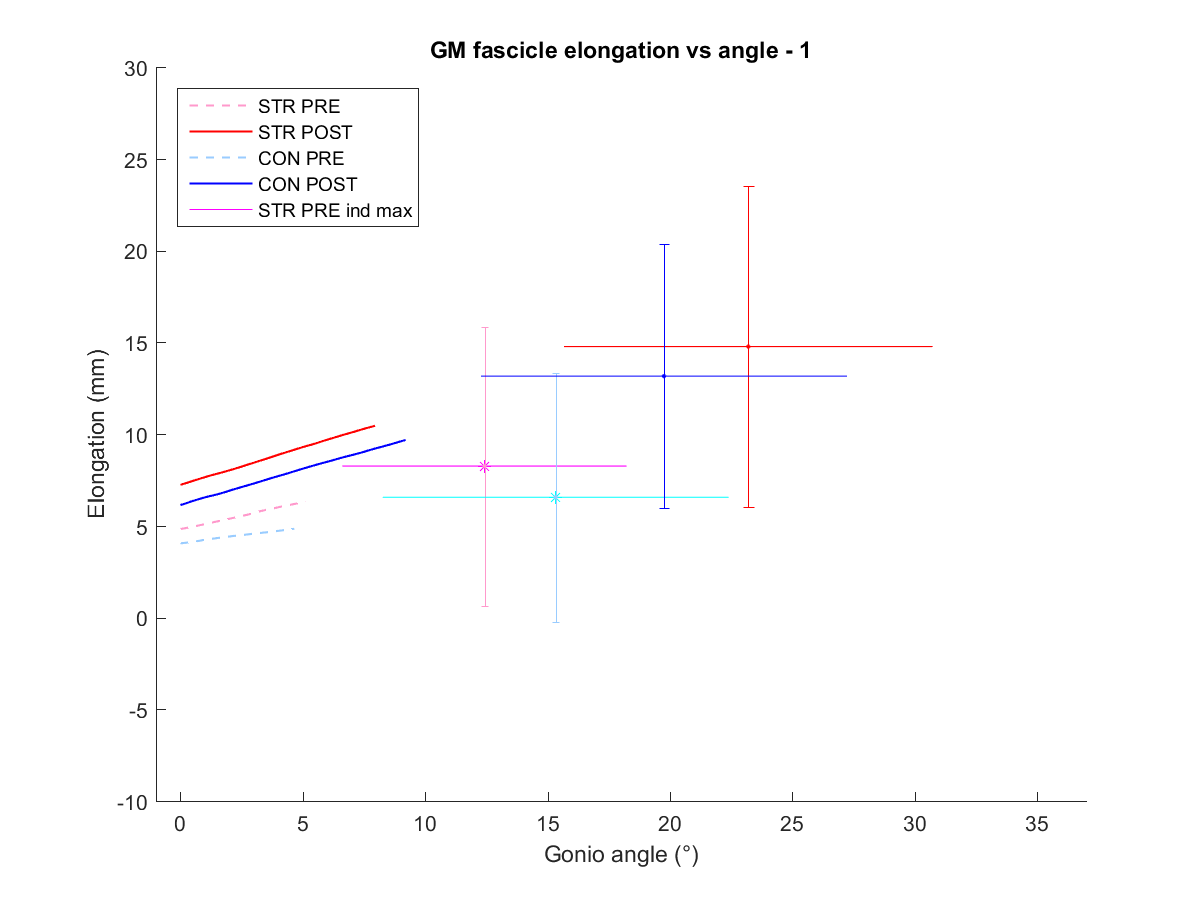 GM fascicle elongation vs angle - 1
30
25
20
15
10
5
0
-5
-10
Elongation (mm)
STR PRE
STR POST
CON PRE
CON POST
STR PRE ind max
0 5 10 15 20 25 30 35
Gonio angle (°)